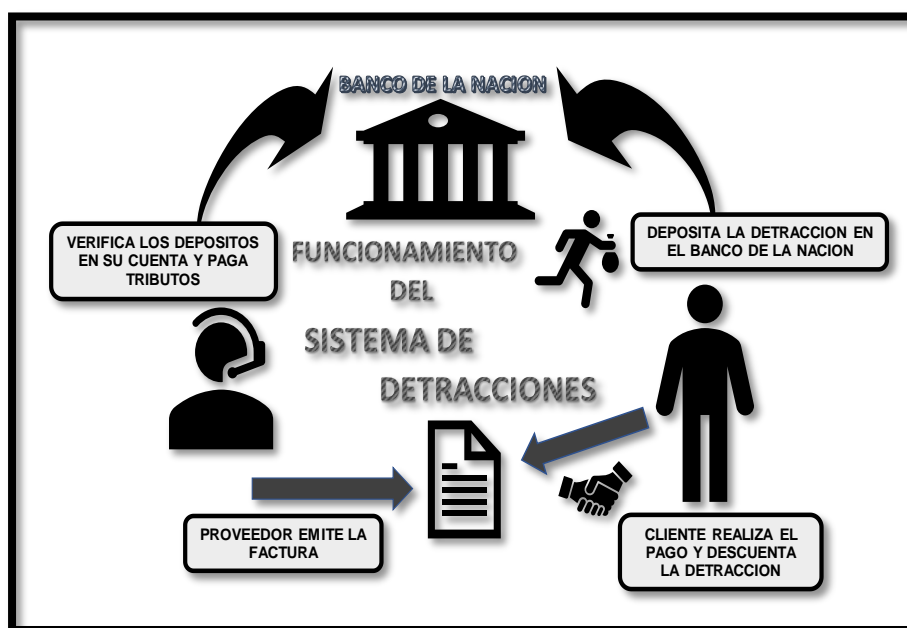 BANCO DE LA NACION
VERIFICA LOS DEPOSITOS
EN SU CUENTA Y PAGA
TRIBUTOS
DEPOSITA LA DETRACCION EN
EL BANCO DE LA NACION
FUNCIONAMIENTO
DEL
SISTEMA DE
DETRACCIONES
PROVEEDOR EMITE LA
FACTURA
CLIENTE REALIZA EL
PAGO Y DESCUENTA
LA DETRACCION